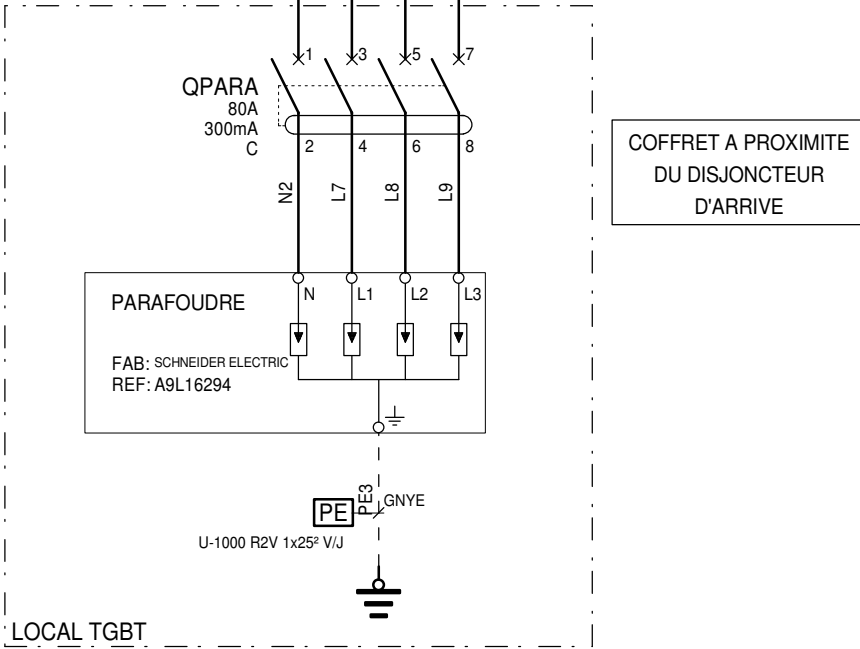 1 3 5 7
QPARA
80A
300mA
C
2 4 6 8
N2 L7 L8 L9
COFFRET A PROXIMITE
DU DISJONCTEUR
D'ARRIVE
PARAFOUDRE
N L1 L2 L3
FAB: SCHNEIDER ELECTRIC
REF: A9L16294
PE PE3 GNYE
U-1000 R2V 1x25² V/J
LOCAL TGBT